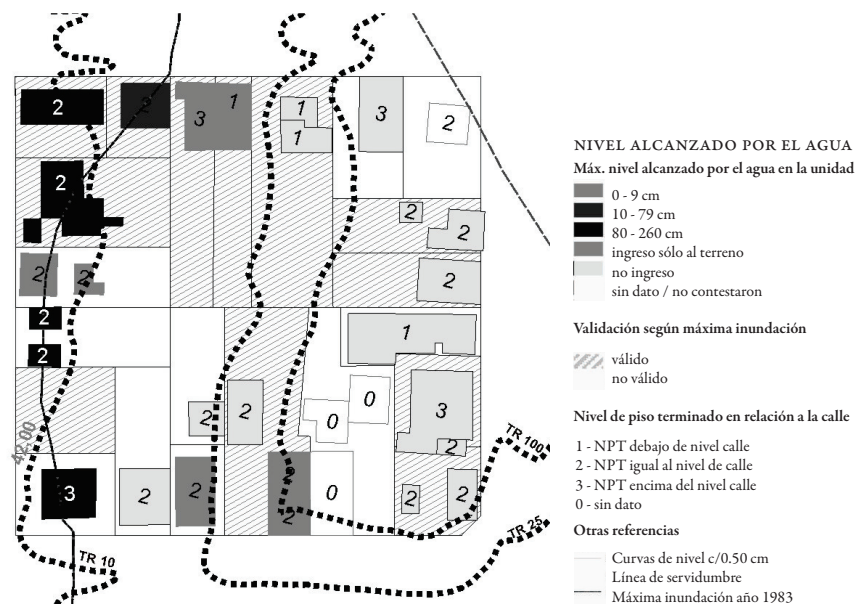 2
2
3
1
1
1
3
2
2
2
2
2
2
2
2
2
1
2
2
0
0
3
2
42,00
TR 100
3
2
2
2
0
2
2
TR 25
TR 10
NIVEL ALCANZADO POR EL AGUA
Máx. nivel alcanzado por el agua en la unidad
0 - 9 cm
10 - 79 cm
80 - 260 cm
ingreso sólo al terreno
no ingreso
sin dato / no contestaron
Validación según máxima inundación
válido
no válido
Nivel de piso terminado en relación a la calle
1 - NPT debajo de nivel calle
2 - NPT igual al nivel de calle
3 - NPT encima del nivel calle
0 - sin dato
Otras referencias
Curvas de nivel c/0.50 cm
Línea de servidumbre
Máxima inundación año 1983